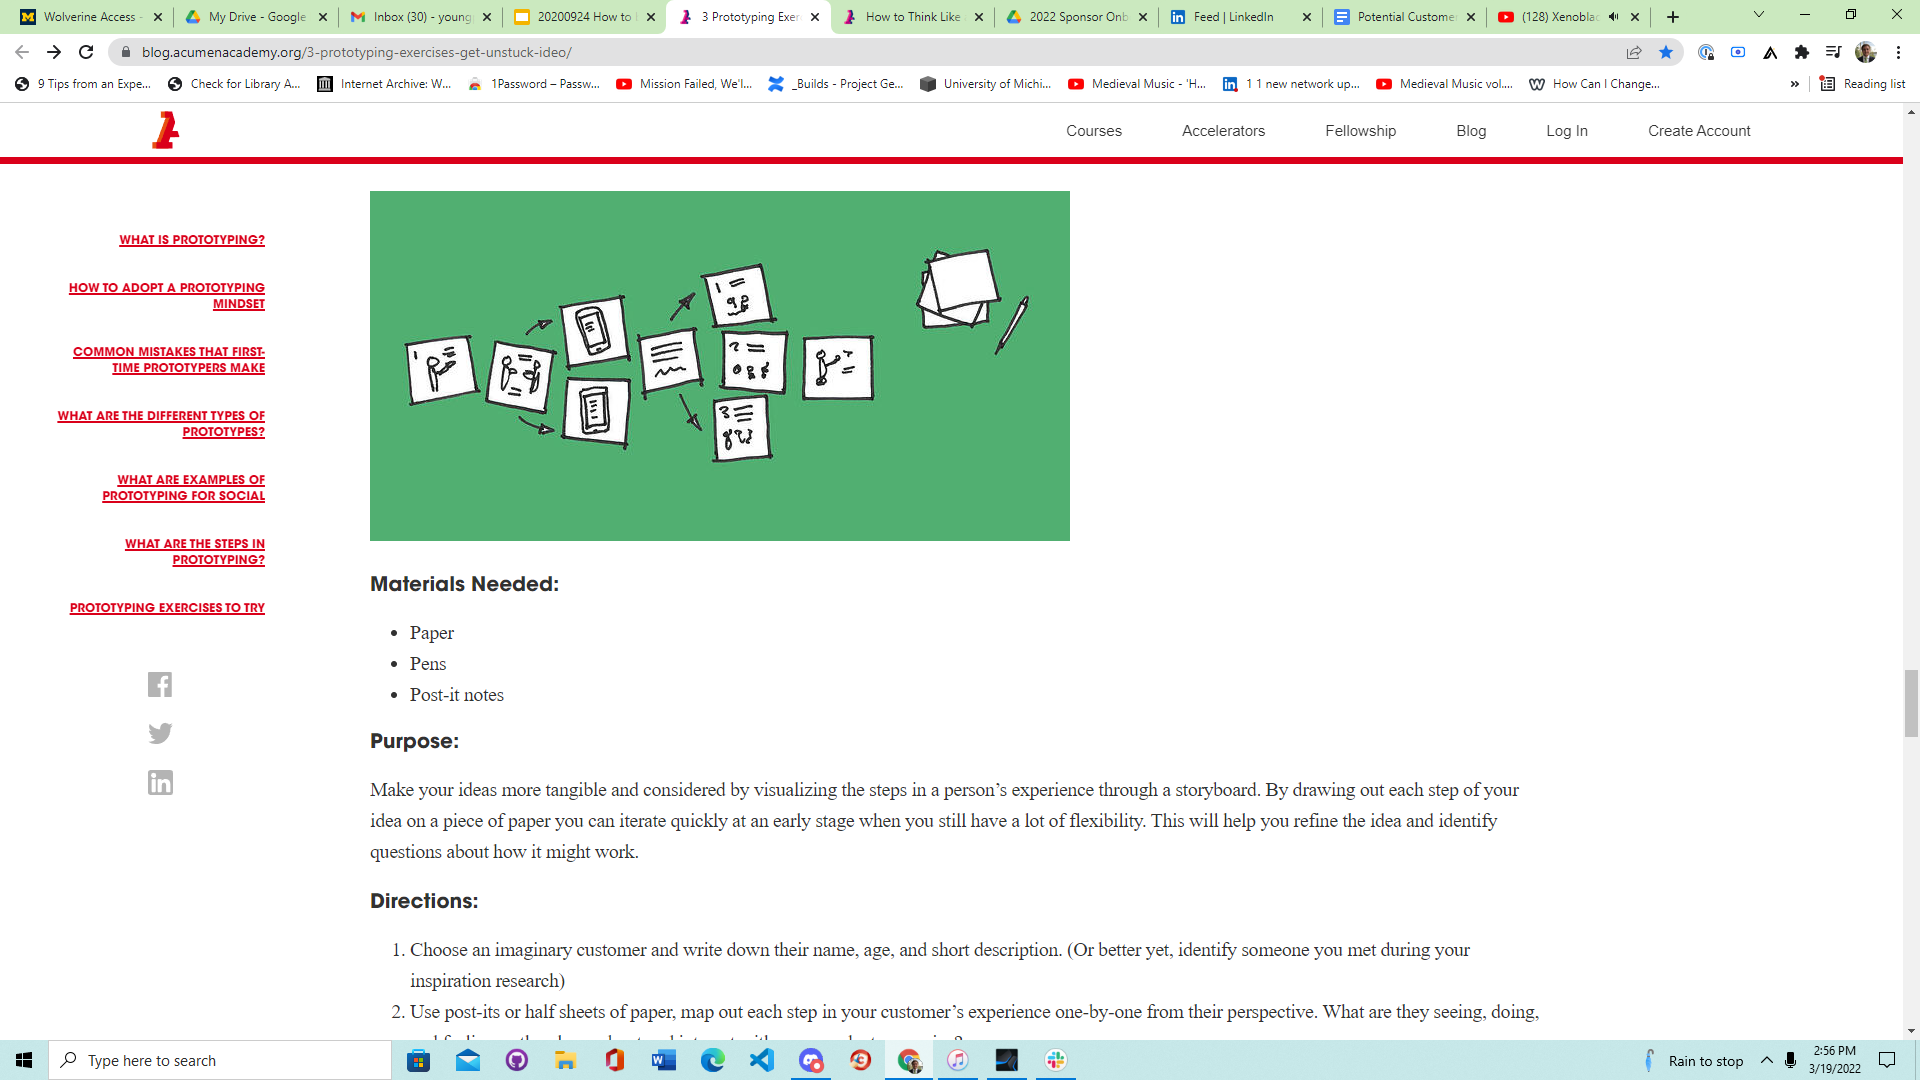 Wolverine Access -
My Drive - Google
Inbox (30) - young
20200924 How to
3 Prototyping Exer
How to Think Like
2022 Sponsor Onb
Feed | LinkedIn
Potential Custome
(128) Xenobla
blog.acumenacademy.org/3-prototyping-exercises-get-unstuck-ideo/
9 Tips from an Expe...
Check for Library A...
Internet Archive: W...
1Password – Passw...
Mission Failed, We'l...
_Builds - Project Ge...
University of Michi...
Medieval Music - 'H...
1 1 new network up...
Medieval Music vol....
How Can I Change...
»
Reading list
Courses
Accelerators
Fellowship
Blog
Log In
Create Account
WHAT IS PROTOTYPING?
HOW TO ADOPT A PROTOTYPING
MINDSET
COMMON MISTAKES THAT FIRST-
TIME PROTOTYPERS MAKE
WHAT ARE THE DIFFERENT TYPES OF
PROTOTYPES?
WHAT ARE EXAMPLES OF
PROTOTYPING FOR SOCIAL
WHAT ARE THE STEPS IN
PROTOTYPING?
PROTOTYPING EXERCISES TO TRY
1
1
2
3
Materials Needed:
• Paper
• Pens
• Post-it notes
Purpose:
Make your ideas more tangible and considered by visualizing the steps in a person’s experience through a storyboard. By drawing out each step of your
idea on a piece of paper you can iterate quickly at an early stage when you still have a lot of flexibility. This will help you refine the idea and identify
questions about how it might work.
Directions:
1. Choose an imaginary customer and write down their name, age, and short description. (Or better yet, identify someone you met during your
inspiration research)
2. Use post-its or half sheets of paper, map out each step in your customer’s experience one-by-one from their perspective. What are they seeing, doing,
Type here to search
Rain to stop
2:56 PM
3/19/2022